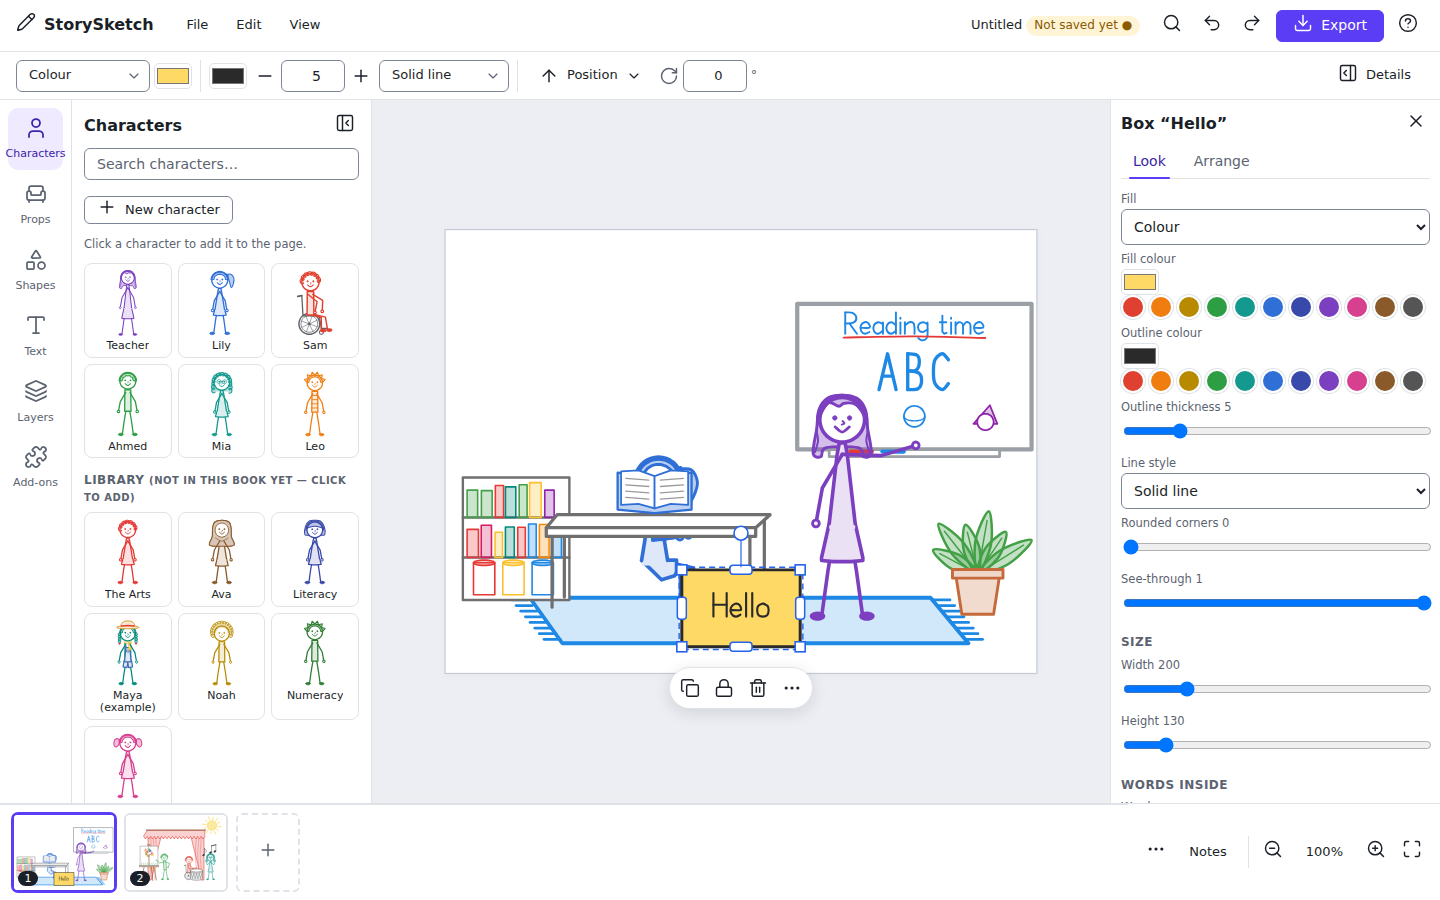 StorySketch
File
Edit
View
Untitled
Not saved yet
Export
Colour
5
Solid line
Position
0
°
Details
Characters
Props
Shapes
Text
Layers
Add-ons
Characters
Search characters...
New character
Click a character to add it to the page.
Teacher
Lily
Sam
Ahmed
Mia
Leo
LIBRARY (NOT IN THIS BOOK YET — CLICK
TO ADD)
The Arts
Ava
Literacy
Maya
(example)
Noah
Numeracy
Reading time
ABC
Hello
Box “Hello”
Look
Arrange
Fill
Colour
Fill colour
Outline colour
Outline thickness 5
Line style
Solid line
Rounded corners 0
See-through 1
SIZE
Width 200
Height 130
WORDS INSIDE
Reading time
ABC
Hello
1
2
Notes
100%